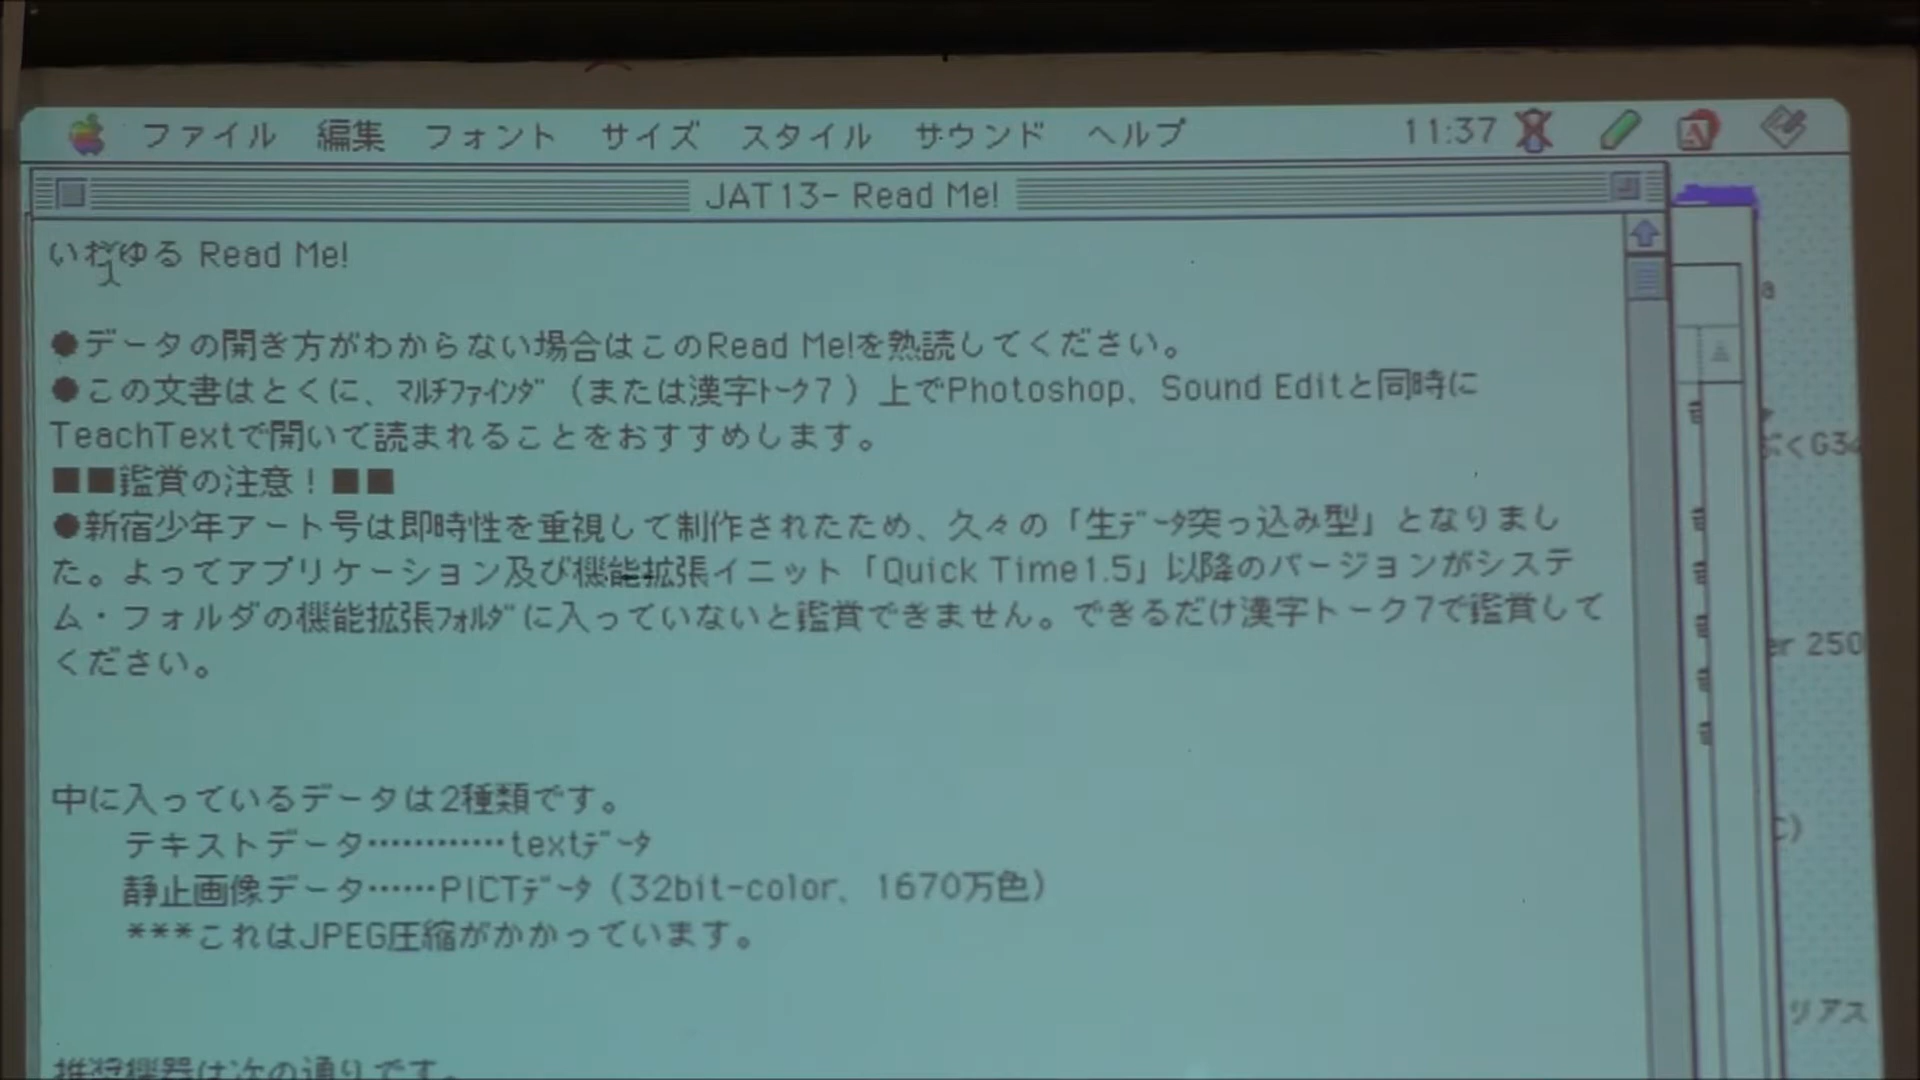 ファイル 編集 フォント サイズ スタイル サウンド ヘルプ 11:37
JAT13- Read Me!
いわゆる Read Me!
●データの開き方がわからない場合はこのRead Me!を熟読してください。
●この文書はとくに、ﾏﾙﾁﾌｧｲﾝﾀﾞ（または漢字ﾄｰｸ7）上でPhotoshop、Sound Editと同時に
TeachTextで開いて読まれることをおすすめします。
■■鑑賞の注意！■■
●新宿少年アート号は即時性を重視して制作されたため、久々の「生ﾃﾞｰﾀ突っ込み型」となりまし
た。よってアプリケーション及び機能拡張イニット「Quick Time1.5」以降のバージョンがシステ
ム・フォルダの機能拡張ﾌｫﾙﾀﾞに入っていないと鑑賞できません。できるだけ漢字トーク7で鑑賞して
ください。
中に入っているデータは2種類です。
テキストデータ…………textﾃﾞｰﾀ
静止画像データ……PICTﾃﾞｰﾀ（32bit-color、1670万色）
***これはJPEG圧縮がかかっています。
推奨機器は次の通りです。
er 250
リアス